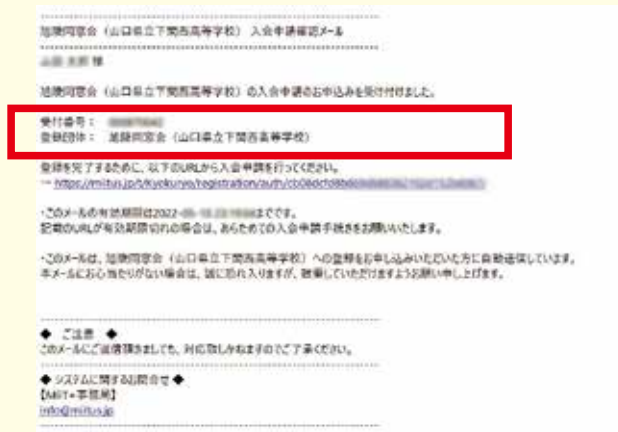 旭陵同窓会（山口県立下関西高等学校） 入会申請確認メール
様
旭陵同窓会（山口県立下関西高等学校）の入会申請のお申込みを受け付けました。
受付番号：
登録団体： 旭陵同窓会（山口県立下関西高等学校）
登録を完了するために、以下のURLから入会申請を行ってください。
→ https://miitus.jp/t/kyokuryo/registration/auth/
・このメールの有効期限は2022-までです。
記載のURLが有効期限切れの場合は、あらためての入会申請手続きをお願いいたします。
・このメールは、旭陵同窓会（山口県立下関西高等学校）への登録をお申し込みいただいた方に自動送信しています。
本メールにお心当たりがない場合は、誠に恐れ入りますが、破棄していただけますようお願い申し上げます。
◆ ご注意 ◆
このメールにご返信頂きましても、対応致しかねますのでご了承ください。
◆ システムに関するお問合せ ◆
事務局】
info@miitus.jp